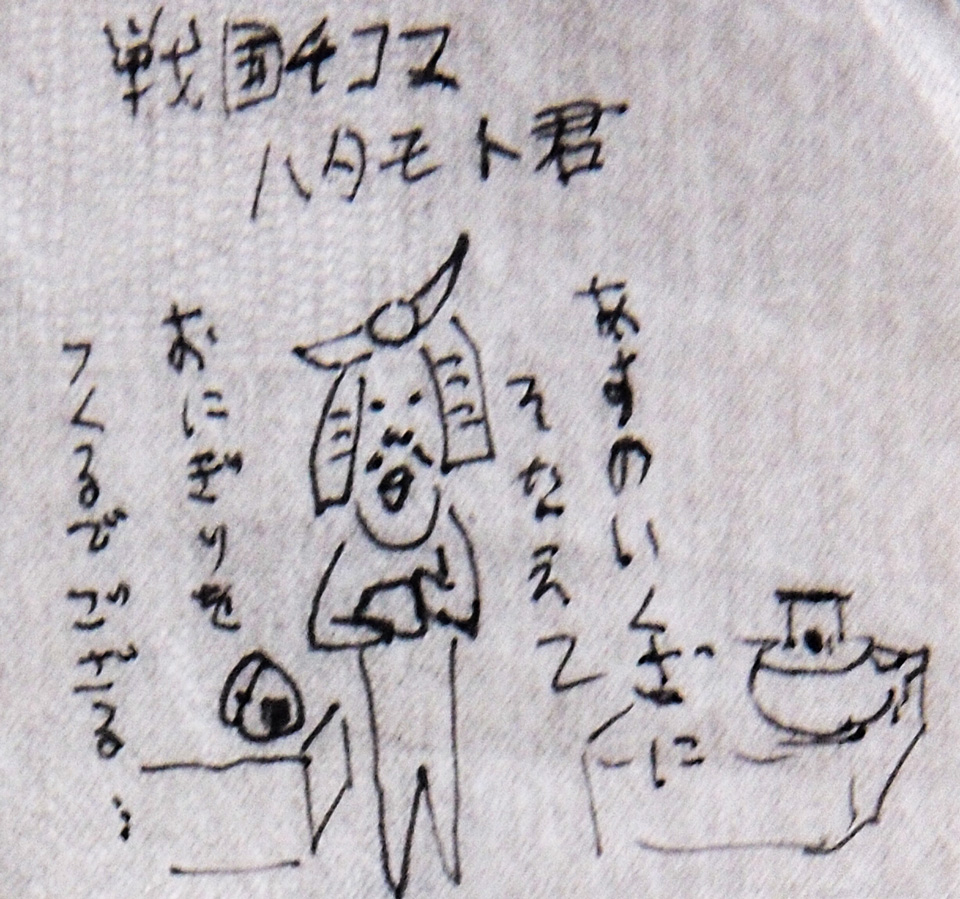 戦国チコマ
ハタモト君
あすのいくさに
そなえて
おにぎりを
つくるでござる…